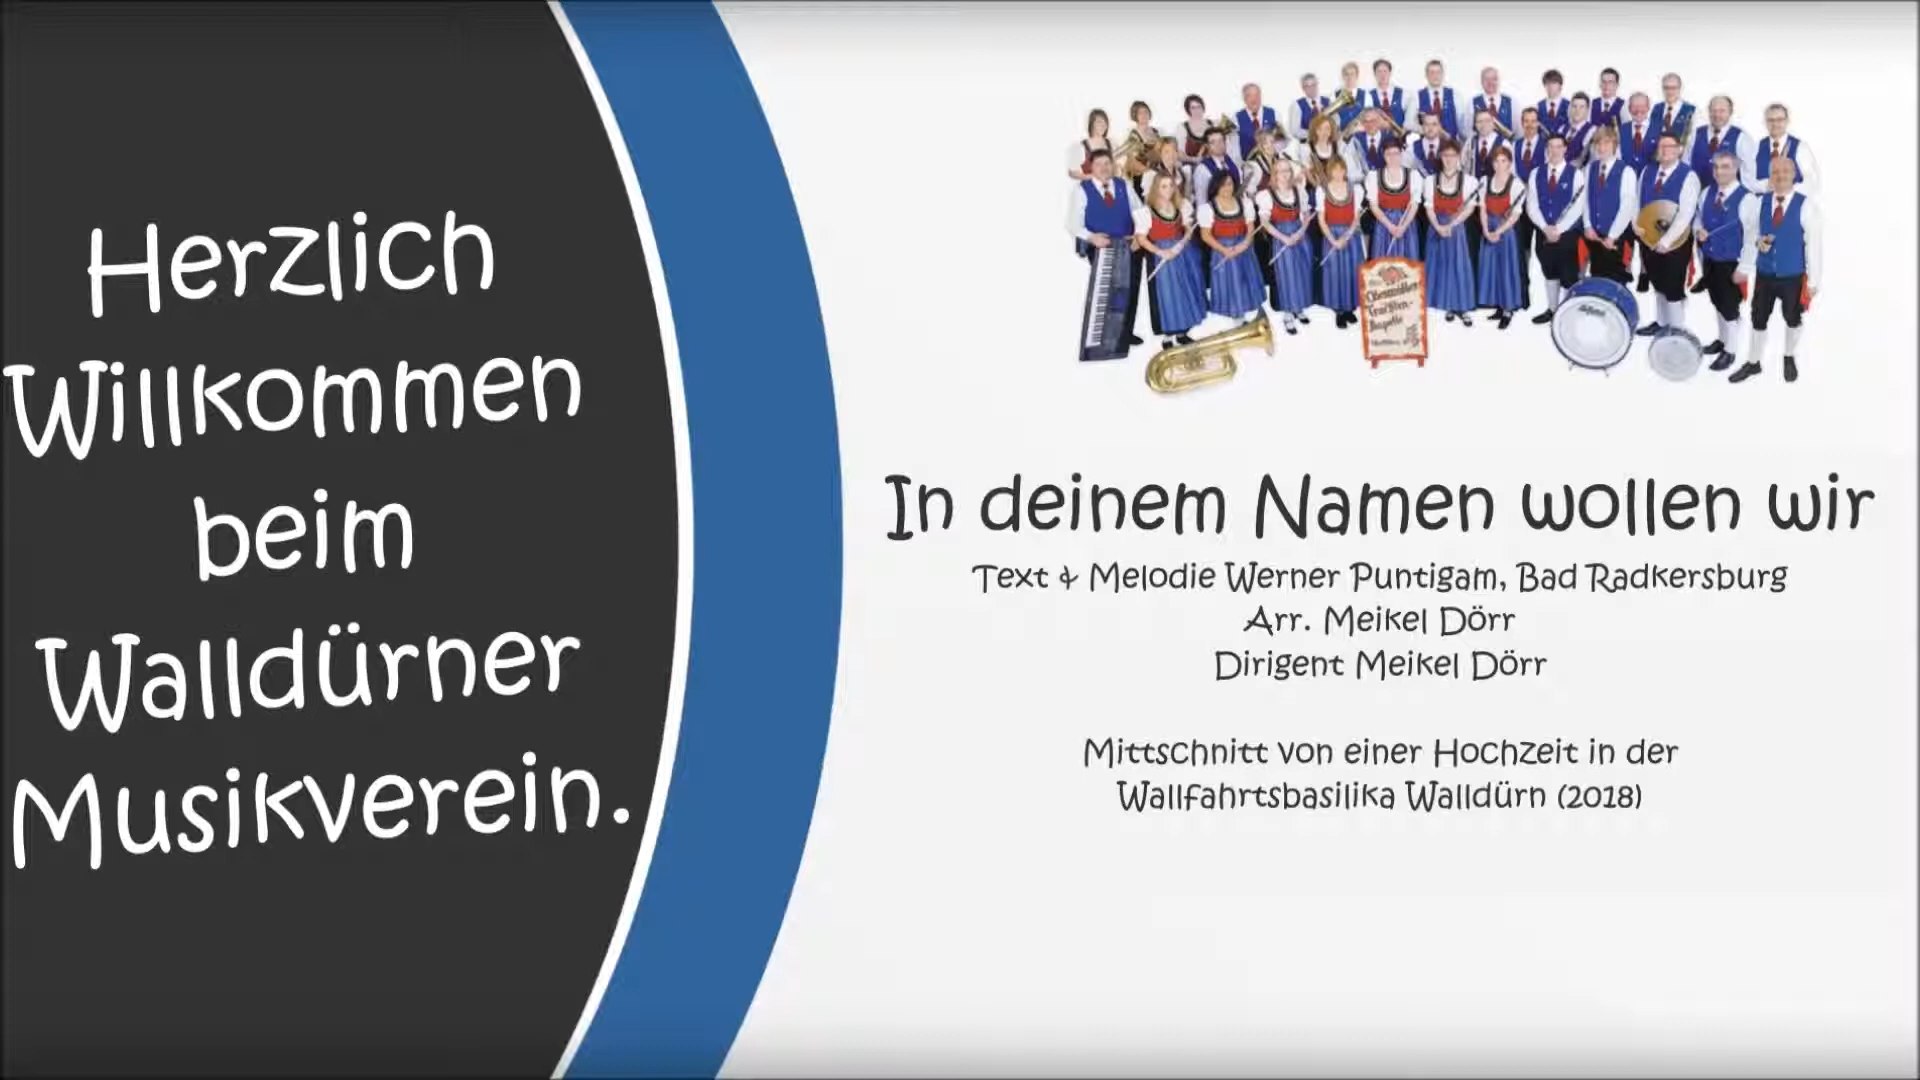 Herzlich
Willkommen
beim
Walldürner
Musikverein.
In deinem Namen wollen wir
Text & Melodie Werner Puntigam, Bad Radkersburg
Arr. Meikel Dörr
Dirigent Meikel Dörr
Mittschnitt von einer Hochzeit in der
Wallfahrtsbasilika Walldürn (2018)